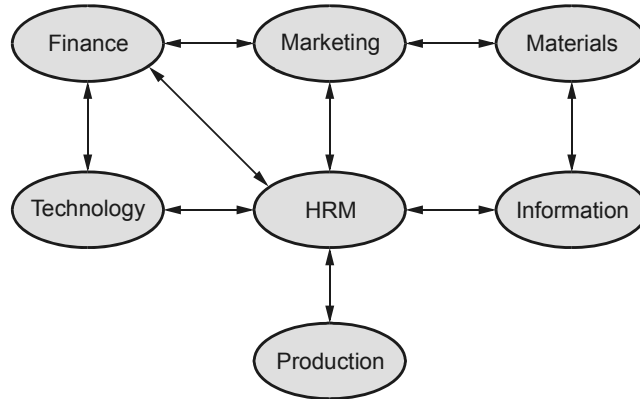 Finance
Marketing
Materials
Technology
HRM
Information
Production